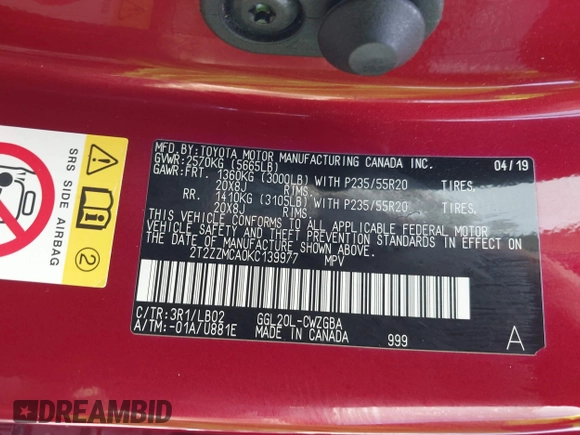 MFD. BY: TOYOTA MOTOR MANUFACTURING CANADA INC. 04/19
GVWR: 2570KG (5665LB)
GAWR: FRT. 1360KG (3000LB) WITH P235/55R20 TIRES,
20X8J RIMS,
RR. 1410KG (3105LB) WITH P235/55R20 TIRES,
20X8J RIMS,
THIS VEHICLE CONFORMS TO ALL APPLICABLE FEDERAL MOTOR
VEHICLE SAFETY AND THEFT PREVENTION STANDARDS IN EFFECT ON
THE DATE OF MANUFACTURE SHOWN ABOVE.
2T2ZZMCA0KC139977 MPV
C/TR: 3R1/LB02 GGL20L-CWZGBA
A/TM: -01A/U881E MADE IN CANADA 999 A
SRS SIDE AIRBAG
2
DREAMBID